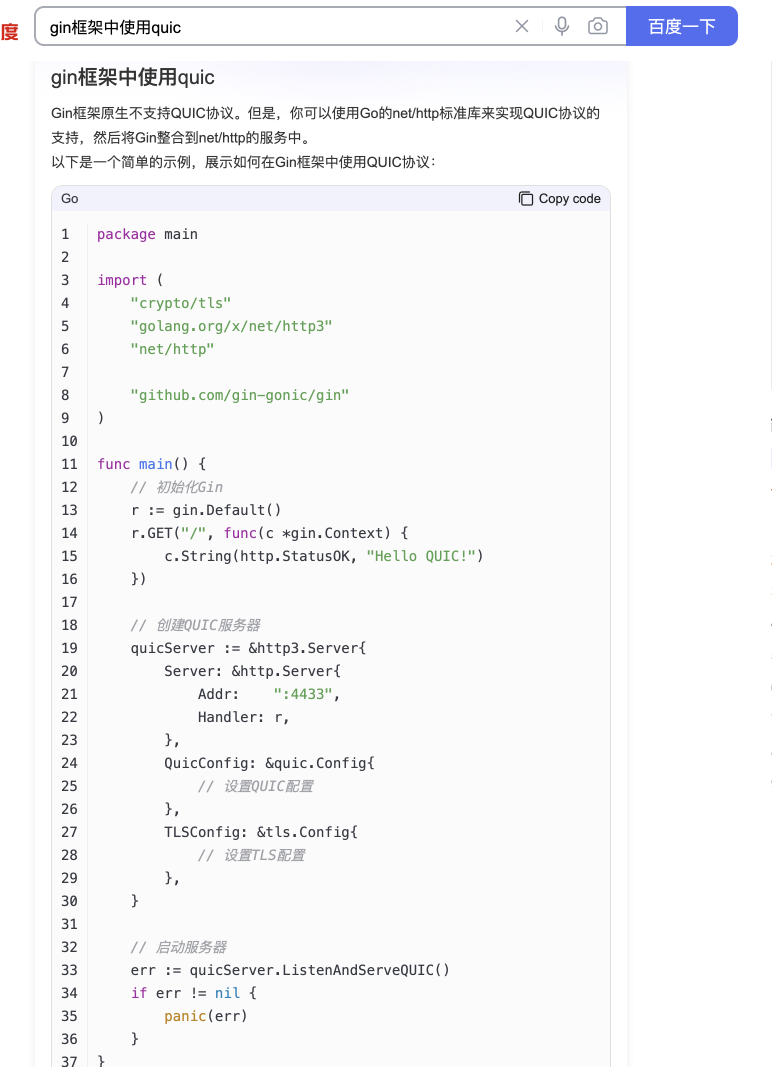 度
gin框架中使用quic
百度一下
gin框架中使用quic
Gin框架原生不支持QUIC协议。但是，你可以使用Go的net/http标准库来实现QUIC协议的
支持，然后将Gin整合到net/http的服务中。
以下是一个简单的示例，展示如何在Gin框架中使用QUIC协议：
Go Copy code
1 package main
2
3 import (
4     "crypto/tls"
5     "golang.org/x/net/http3"
6     "net/http"
7
8     "github.com/gin-gonic/gin"
9 )
10
11 func main() {
12     // 初始化Gin
13     r := gin.Default()
14     r.GET("/", func(c *gin.Context) {
15         c.String(http.StatusOK, "Hello QUIC!")
16     })
17
18     // 创建QUIC服务器
19     quicServer := &http3.Server{
20         Server: &http.Server{
21             Addr:    ":4433",
22             Handler: r,
23         },
24         QuicConfig: &quic.Config{
25             // 设置QUIC配置
26         },
27         TLSConfig: &tls.Config{
28             // 设置TLS配置
29         },
30     }
31
32     // 启动服务器
33     err := quicServer.ListenAndServeQUIC()
34     if err != nil {
35         panic(err)
36     }
37 }